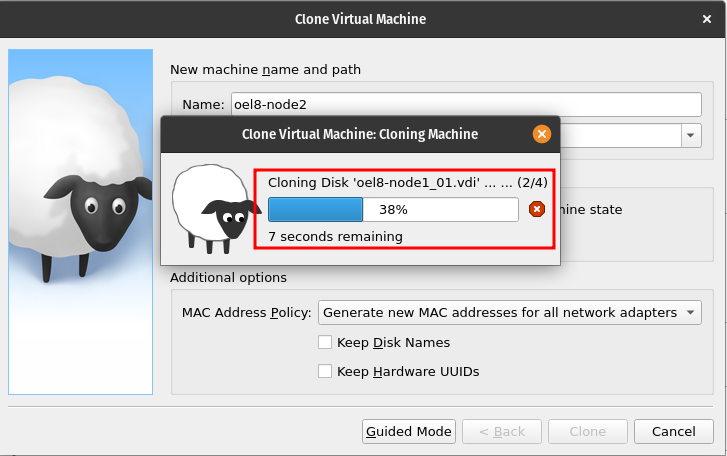 Clone Virtual Machine
New machine name and path
Name: oel8-node2
Clone Virtual Machine: Cloning Machine
Cloning Disk 'oel8-node1_01.vdi' ... ... (2/4)
38%
7 seconds remaining
ine state
Additional options
MAC Address Policy: Generate new MAC addresses for all network adapters
Keep Disk Names
Keep Hardware UUIDs
Guided Mode
< Back
Clone
Cancel